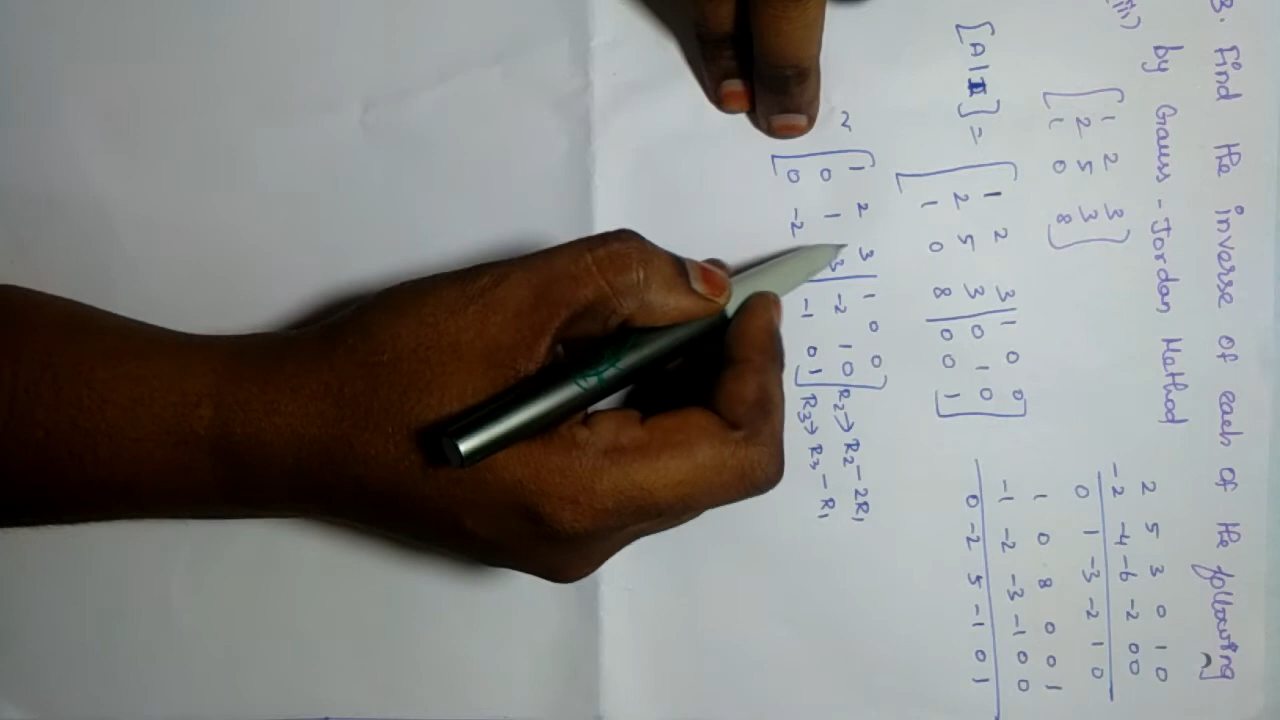 3. Find the inverse of each of the following
(iii) by Gauss-Jordan Method
[1 2 3
2 5 3
1 0 8]
[A|I] = [1 2 3 | 1 0 0
2 5 3 | 0 1 0
1 0 8 | 0 0 1]
~ [1 2 3 | 1 0 0
0 1 3 | -2 1 0] R2→R2-2R1
[0 -2 | -1 0 1] R3→R3-R1
2 5 3 0 1 0
-2 -4 -6 -2 0 0
0 1 -3 -2 1 0
1 0 8 0 0 1
-1 -2 -3 -1 0 0
0 -2 5 -1 0 1